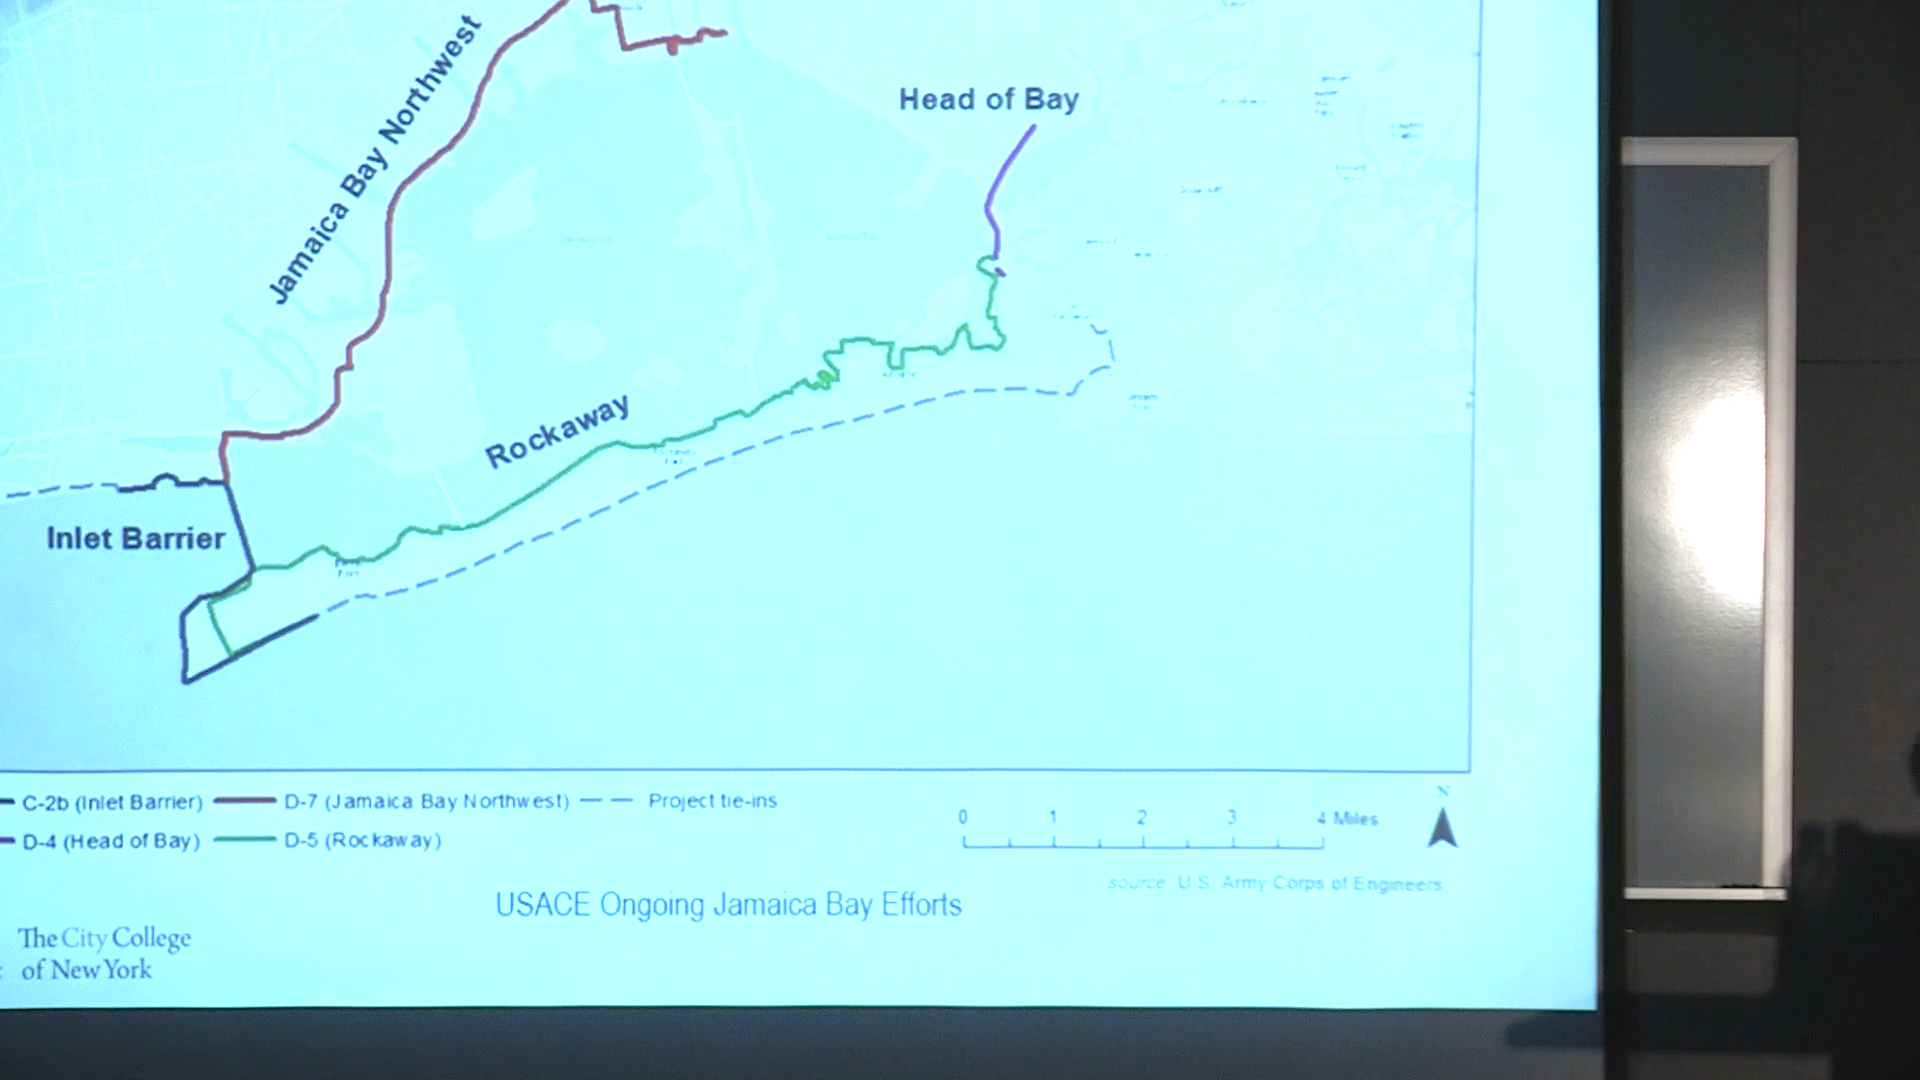 Jamaica Bay Northwest
Head of Bay
Rockaway
Inlet Barrier
C-2b (Inlet Barrier) D-7 (Jamaica Bay Northwest) Project tie-ins
D-4 (Head of Bay) D-5 (Rockaway)
0 1 2 3 4 Miles
N
source: U.S. Army Corps of Engineers
USACE Ongoing Jamaica Bay Efforts
The City College
of New York